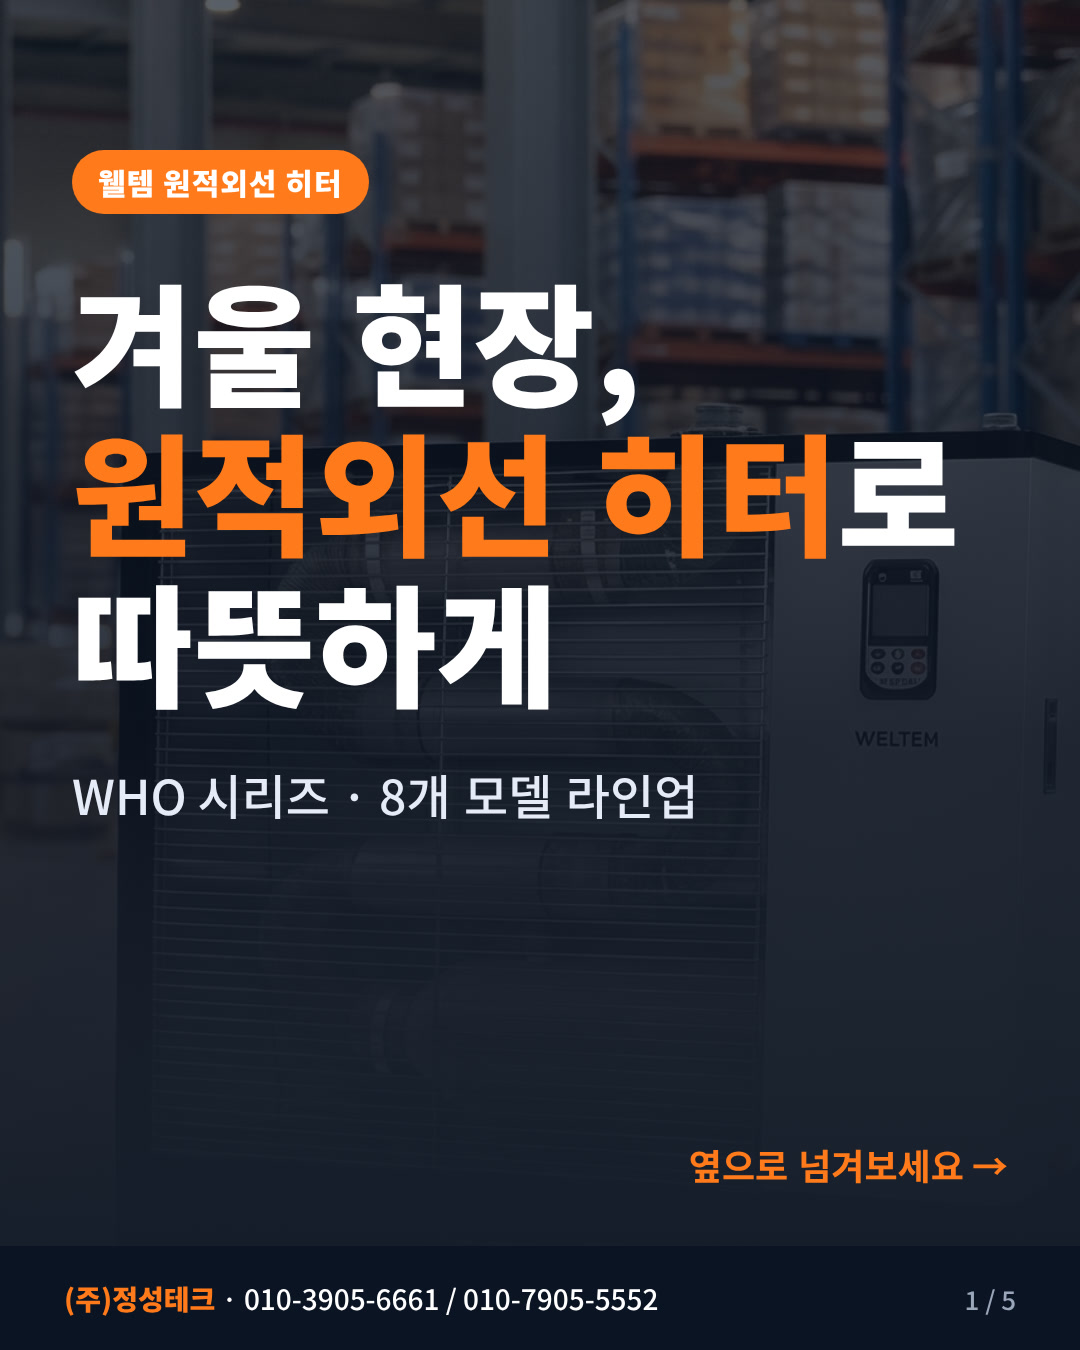 웰템 원적외선 히터
겨울 현장,
원적외선 히터로
따뜻하게
WELTEM
WHO 시리즈 · 8개 모델 라인업
옆으로 넘겨보세요 →
(주)정성테크 · 010-3905-6661 / 010-7905-5552
1 / 5